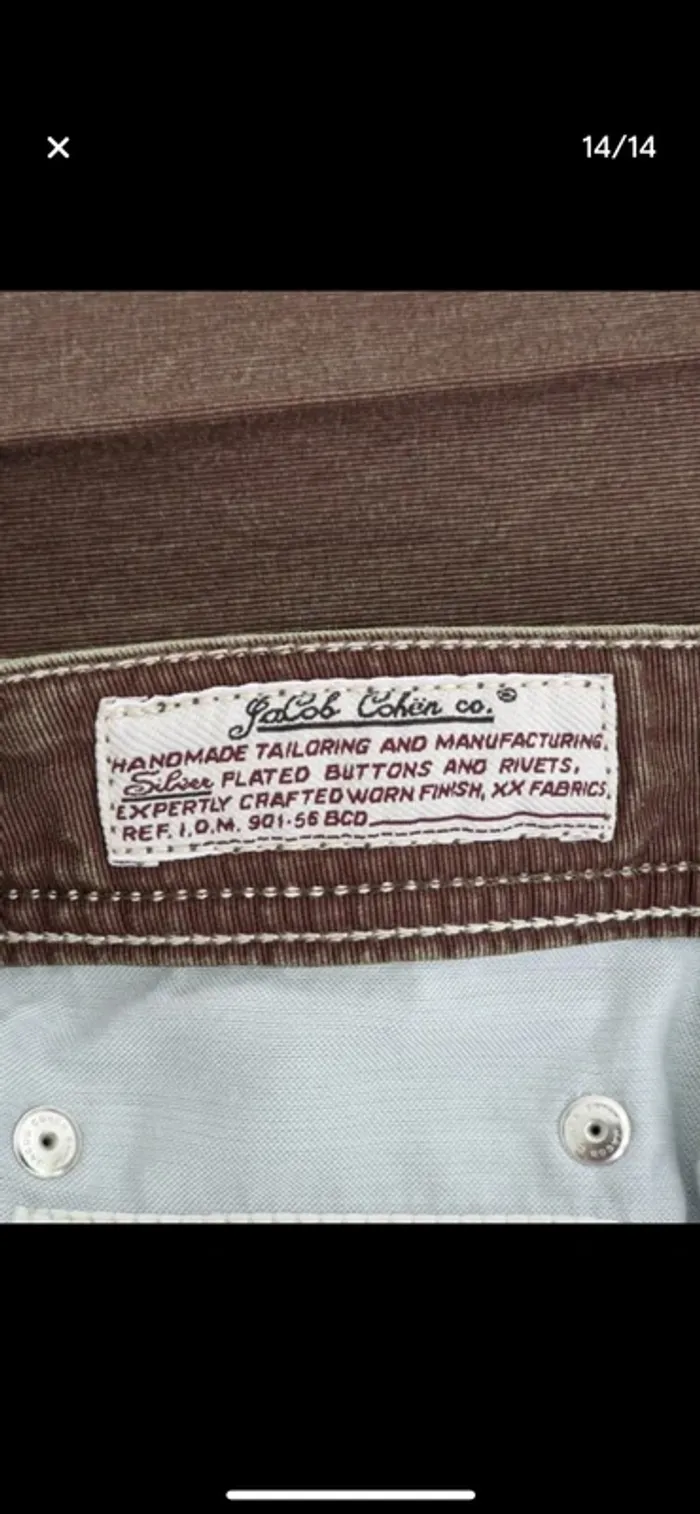 14/14
JaCob Cohën co.®
HANDMADE TAILORING AND MANUFACTURING,
Silver PLATED BUTTONS AND RIVETS,
EXPERTLY CRAFTED WORN FINISH, XX FABRICS,
REF. I.D.M. 901-56 BCD